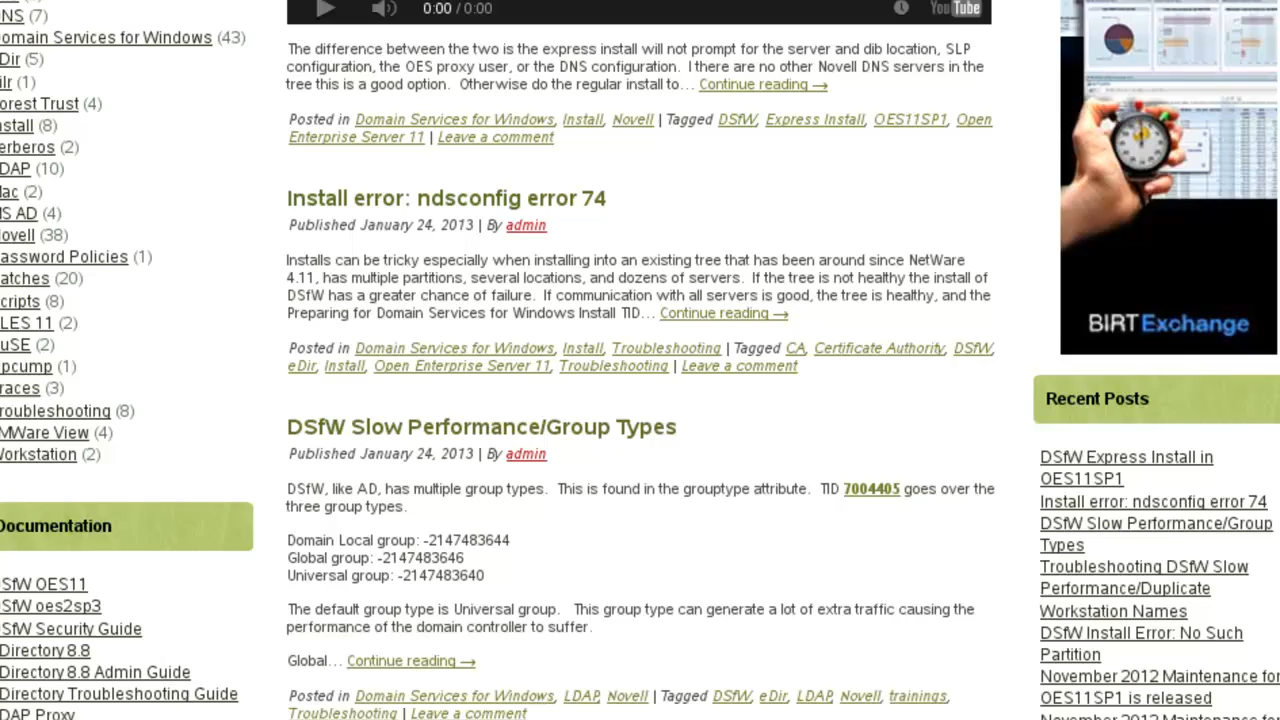 NS (7)
omain Services for Windows (43)
Dir (5)
ilr (1)
orest Trust (4)
nstall (8)
erberos (2)
DAP (10)
ac (2)
S AD (4)
ovell (38)
assword Policies (1)
atches (20)
cripts (8)
LES 11 (2)
uSE (2)
pcump (1)
races (3)
roubleshooting (8)
MWare View (4)
orkstation (2)
Documentation
SfW OES11
SfW oes2sp3
SfW Security Guide
Directory 8.8
Directory 8.8 Admin Guide
Directory Troubleshooting Guide
DAP Proxy
0:00 / 0:00
YouTube
The difference between the two is the express install will not prompt for the server and dib location, SLP
configuration, the OES proxy user, or the DNS configuration. I there are no other Novell DNS servers in the
tree this is a good option. Otherwise do the regular install to… Continue reading →
Posted in Domain Services for Windows, Install, Novell | Tagged DSfW, Express Install, OES11SP1, Open
Enterprise Server 11 | Leave a comment
Install error: ndsconfig error 74
Published January 24, 2013 | By admin
Installs can be tricky especially when installing into an existing tree that has been around since NetWare
4.11, has multiple partitions, several locations, and dozens of servers. If the tree is not healthy the install of
DSfW has a greater chance of failure. If communication with all servers is good, the tree is healthy, and the
Preparing for Domain Services for Windows Install TID… Continue reading →
Posted in Domain Services for Windows, Install, Troubleshooting | Tagged CA, Certificate Authority, DSfW,
eDir, Install, Open Enterprise Server 11, Troubleshooting | Leave a comment
DSfW Slow Performance/Group Types
Published January 24, 2013 | By admin
DSfW, like AD, has multiple group types. This is found in the grouptype attribute. TID 7004405 goes over the
three group types.
Domain Local group: -2147483644
Global group: -2147483646
Universal group: -2147483640
The default group type is Universal group. This group type can generate a lot of extra traffic causing the
performance of the domain controller to suffer.
Global… Continue reading →
Posted in Domain Services for Windows, LDAP, Novell | Tagged DSfW, eDir, LDAP, Novell, trainings,
Troubleshooting | Leave a comment
BIRT Exchange
Recent Posts
DSfW Express Install in
OES11SP1
Install error: ndsconfig error 74
DSfW Slow Performance/Group
Types
Troubleshooting DSfW Slow
Performance/Duplicate
Workstation Names
DSfW Install Error: No Such
Partition
November 2012 Maintenance for
OES11SP1 is released
November 2012 Maintenance for